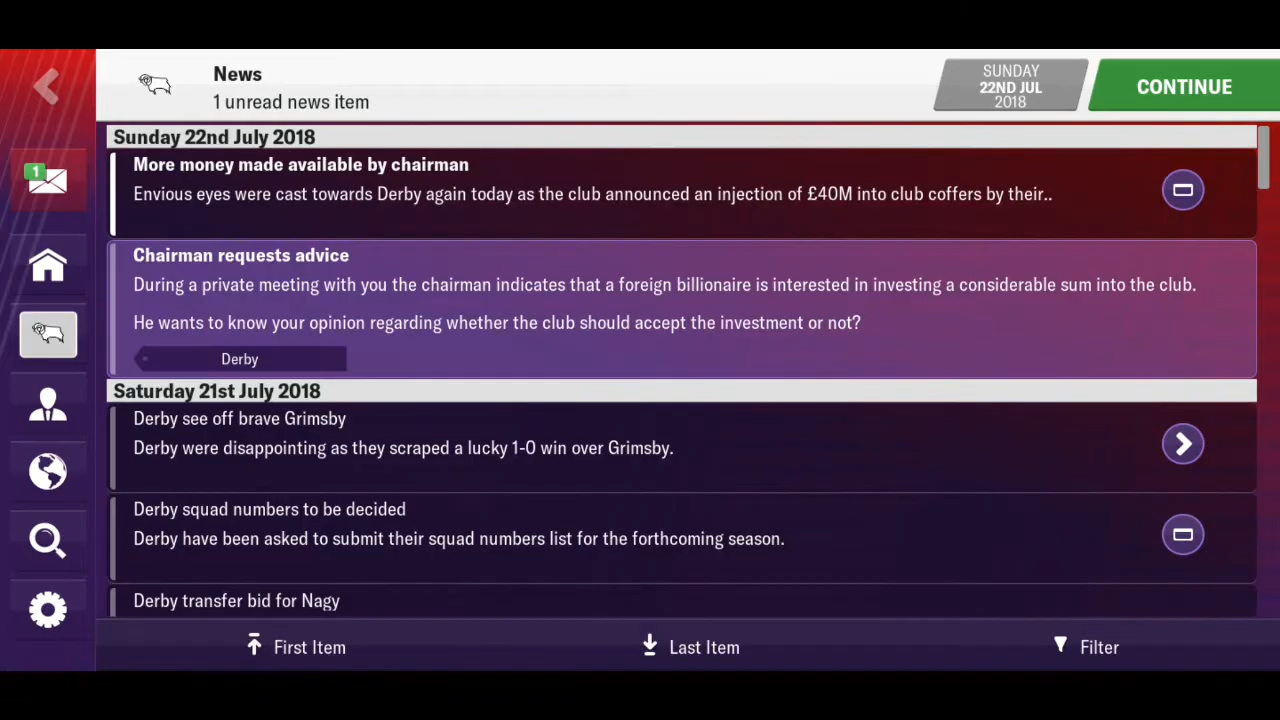 News
1 unread news item
SUNDAY
22ND JUL
2018
CONTINUE
1
Sunday 22nd July 2018
More money made available by chairman
Envious eyes were cast towards Derby again today as the club announced an injection of £40M into club coffers by their..
Chairman requests advice
During a private meeting with you the chairman indicates that a foreign billionaire is interested in investing a considerable sum into the club.
He wants to know your opinion regarding whether the club should accept the investment or not?
Derby
Saturday 21st July 2018
Derby see off brave Grimsby
Derby were disappointing as they scraped a lucky 1-0 win over Grimsby.
Derby squad numbers to be decided
Derby have been asked to submit their squad numbers list for the forthcoming season.
Derby transfer bid for Nagy
First Item
Last Item
Filter